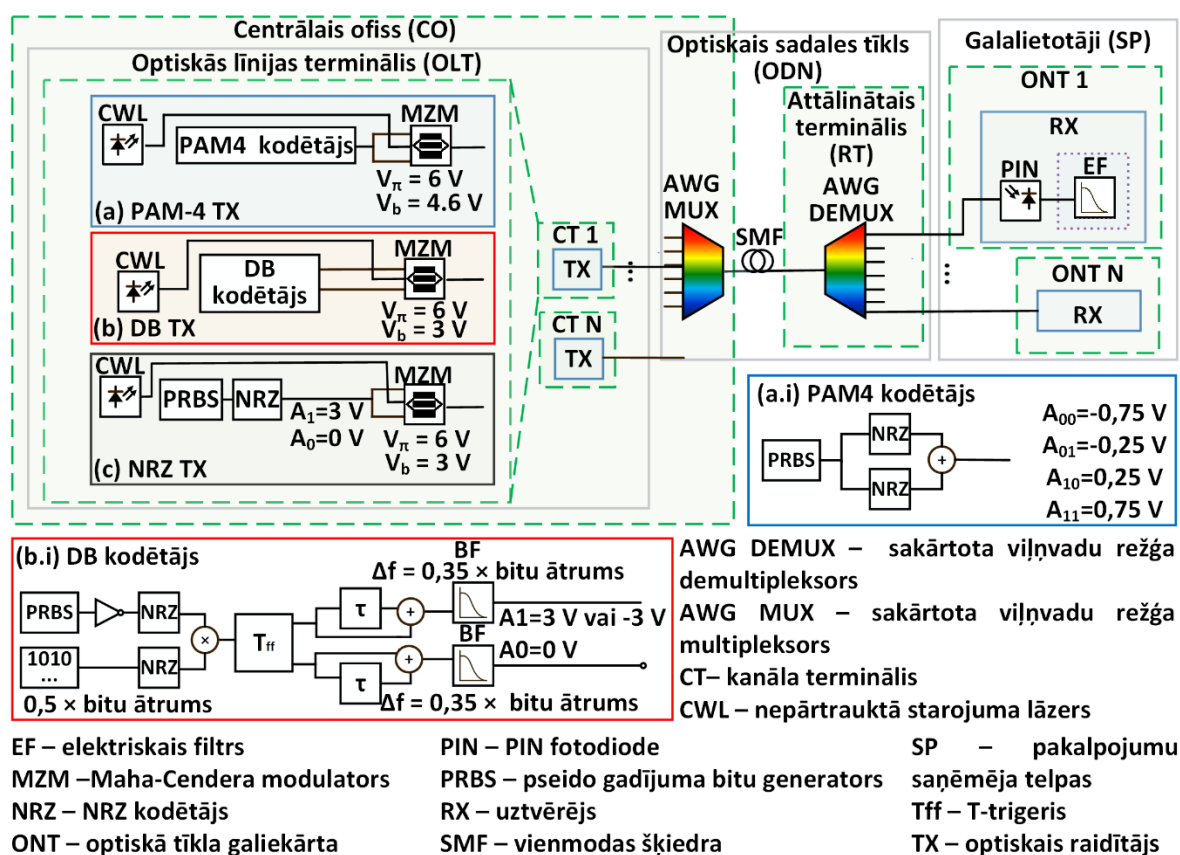 Centrālais ofiss (CO)
Optiskās līnijas terminālis (OLT)
CWL
PAM4 kodētājs
MZM
Vπ = 6 V
Vb = 4.6 V
(a) PAM-4 TX
CWL
DB
kodētājs
MZM
Vπ = 6 V
Vb = 3 V
(b) DB TX
CWL
PRBS
NRZ
A1=3 V
A0=0 V
MZM
Vπ = 6 V
Vb = 3 V
(c) NRZ TX
CT 1
TX
...
CT N
TX
Optiskais sadales tīkls
(ODN)
AWG
MUX
SMF
Attālinātais
terminālis
(RT)
AWG
DEMUX
Galalietotāji (SP)
ONT 1
RX
PIN
EF
...
ONT N
RX
(a.i) PAM4 kodētājs
PRBS
NRZ
+
NRZ
A00=-0,75 V
A01=-0,25 V
A10=0,25 V
A11=0,75 V
(b.i) DB kodētājs
PRBS
NRZ
1010
...
NRZ
0,5 × bitu ātrums
×
Tff
τ
+
τ
+
BF
Δf = 0,35 × bitu ātrums
A1=3 V vai -3 V
BF
A0=0 V
Δf = 0,35 × bitu ātrums
AWG DEMUX – sakārtota viļņvadu režģa
demultipleksors
AWG MUX – sakārtota viļņvadu režģa
multipleksors
CT– kanāla terminālis
CWL – nepārtrauktā starojuma lāzers
EF – elektriskais filtrs
MZM –Maha-Cendera modulators
NRZ – NRZ kodētājs
ONT – optiskā tīkla galiekārta
PIN – PIN fotodiode
PRBS – pseido gadījuma bitu generators
RX – uztvērējs
SMF – vienmodas šķiedra
SP – pakalpojumu
saņēmēja telpas
Tff – T-trigeris
TX – optiskais raidītājs